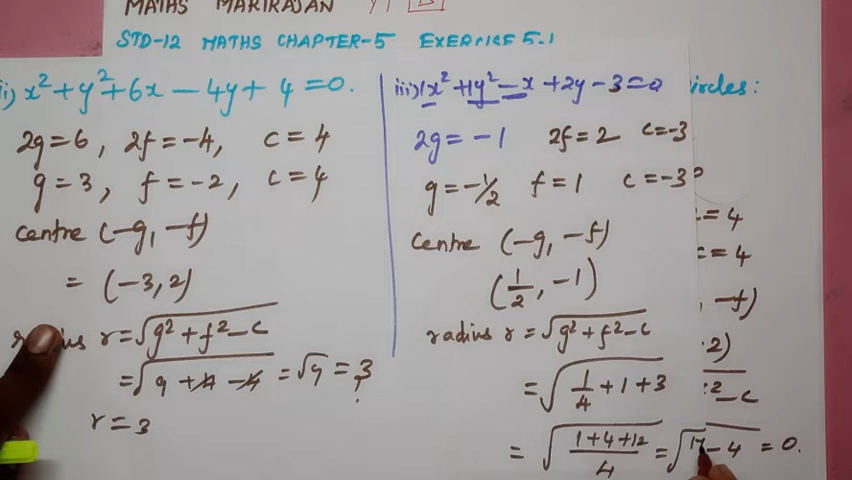 MATHS MARIRAJAN
STD-12 MATHS CHAPTER-5 EXERCISE 5.1
ii) x² + y² + 6x - 4y + 4 = 0.
2g = 6, 2f = -4, c = 4
g = 3, f = -2, c = 4
centre (-g, -f)
= (-3, 2)
radius r = √g² + f² - c
= √9 + 4 - 4 = √9 = 3
r = 3
iii) 1x² + 1y² - x + 2y - 3 = 0
2g = -1 2f = 2 c = -3
g = -1/2 f = 1 c = -3
centre (-g, -f)
(1/2, -1)
radius r = √g² + f² - c
= √1/4 + 1 + 3
= √(1+4+12)/4 = √17 - 4 = 0.
ircles:
= 4
= 4
, -f)
2)
² - c